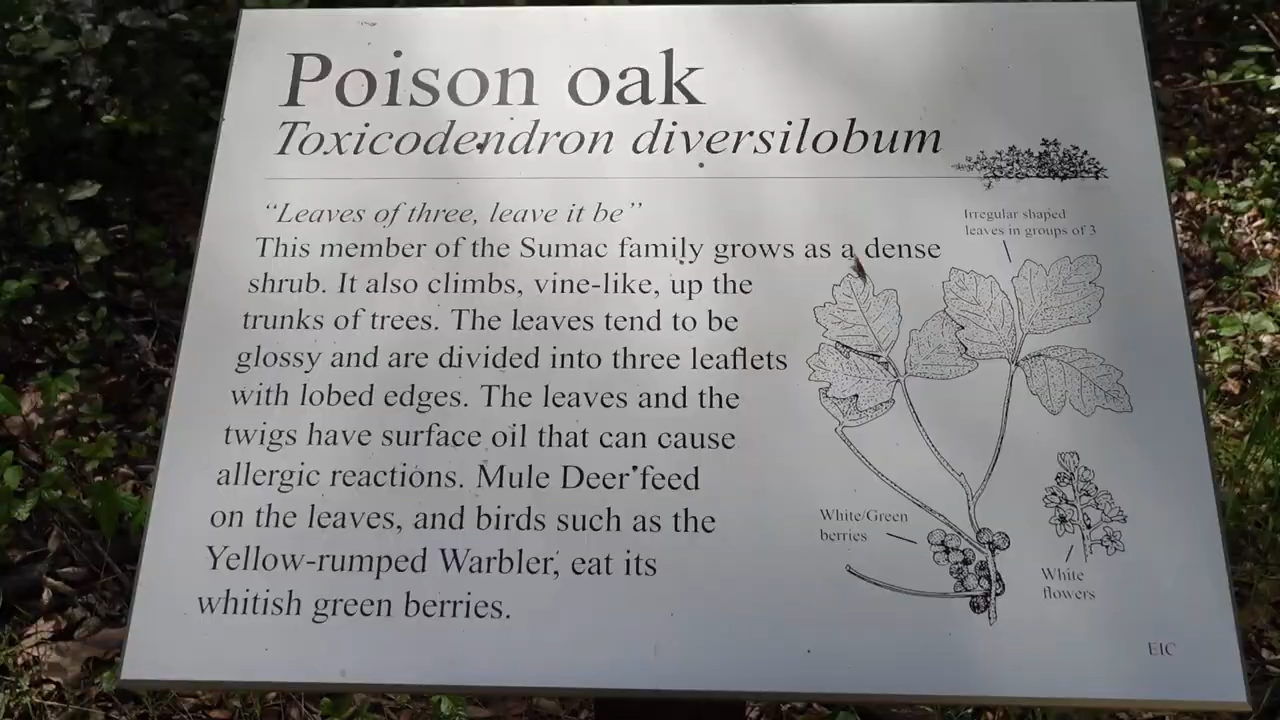 Poison oak
Toxicodendron diversilobum
“Leaves of three, leave it be”
This member of the Sumac family grows as a dense
shrub. It also climbs, vine-like, up the
trunks of trees. The leaves tend to be
glossy and are divided into three leaflets
with lobed edges. The leaves and the
twigs have surface oil that can cause
allergic reactions. Mule Deer feed
on the leaves, and birds such as the
Yellow-rumped Warbler, eat its
whitish green berries.
Irregular shaped
leaves in groups of 3
White/Green
berries
White
flowers
EIC